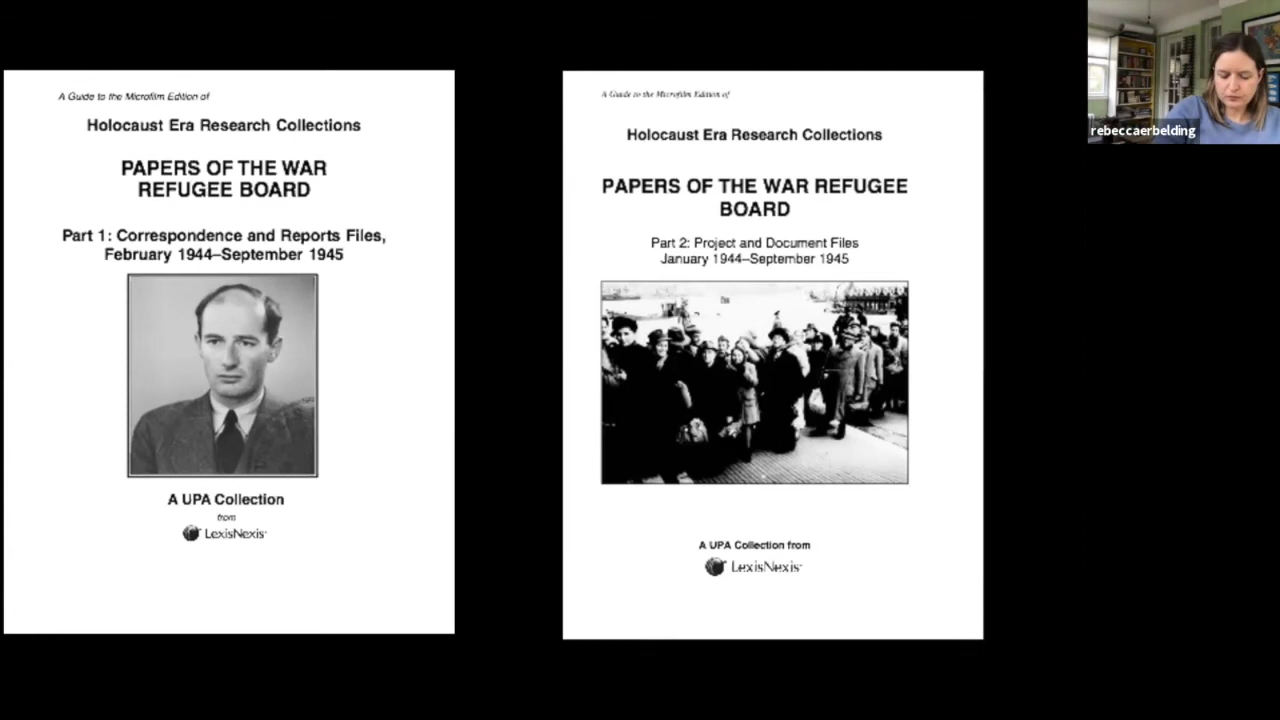 A Guide to the Microfilm Edition of
Holocaust Era Research Collections
PAPERS OF THE WAR
REFUGEE BOARD
Part 1: Correspondence and Reports Files,
February 1944–September 1945
A UPA Collection
from
LexisNexis
A Guide to the Microfilm Edition of
Holocaust Era Research Collections
PAPERS OF THE WAR REFUGEE
BOARD
Part 2: Project and Document Files
January 1944–September 1945
A UPA Collection from
LexisNexis
rebeccaerbelding